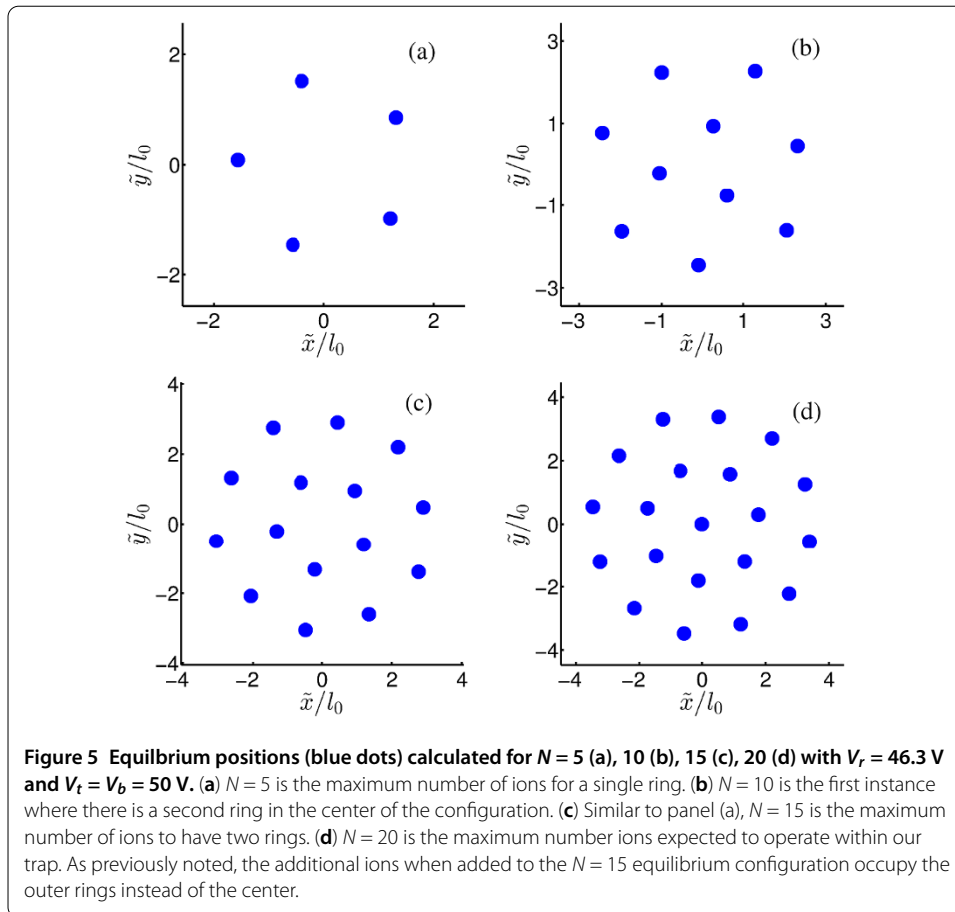 (a)
2
0
−2
ỹ/l₀
−2 0 2
x̃/l₀
(b)
3
1
−1
−3
ỹ/l₀
−3 −1 1 3
x̃/l₀
(c)
4
2
0
−2
−4
ỹ/l₀
−4 −2 0 2 4
x̃/l₀
(d)
4
2
0
−2
−4
ỹ/l₀
−4 −2 0 2 4
x̃/l₀
Figure 5 Equilbrium positions (blue dots) calculated for N = 5 (a), 10 (b), 15 (c), 20 (d) with Vr = 46.3 V
and Vt = Vb = 50 V. (a) N = 5 is the maximum number of ions for a single ring. (b) N = 10 is the first instance
where there is a second ring in the center of the configuration. (c) Similar to panel (a), N = 15 is the maximum
number of ions to have two rings. (d) N = 20 is the maximum number ions expected to operate within our
trap. As previously noted, the additional ions when added to the N = 15 equilibrium configuration occupy the
outer rings instead of the center.